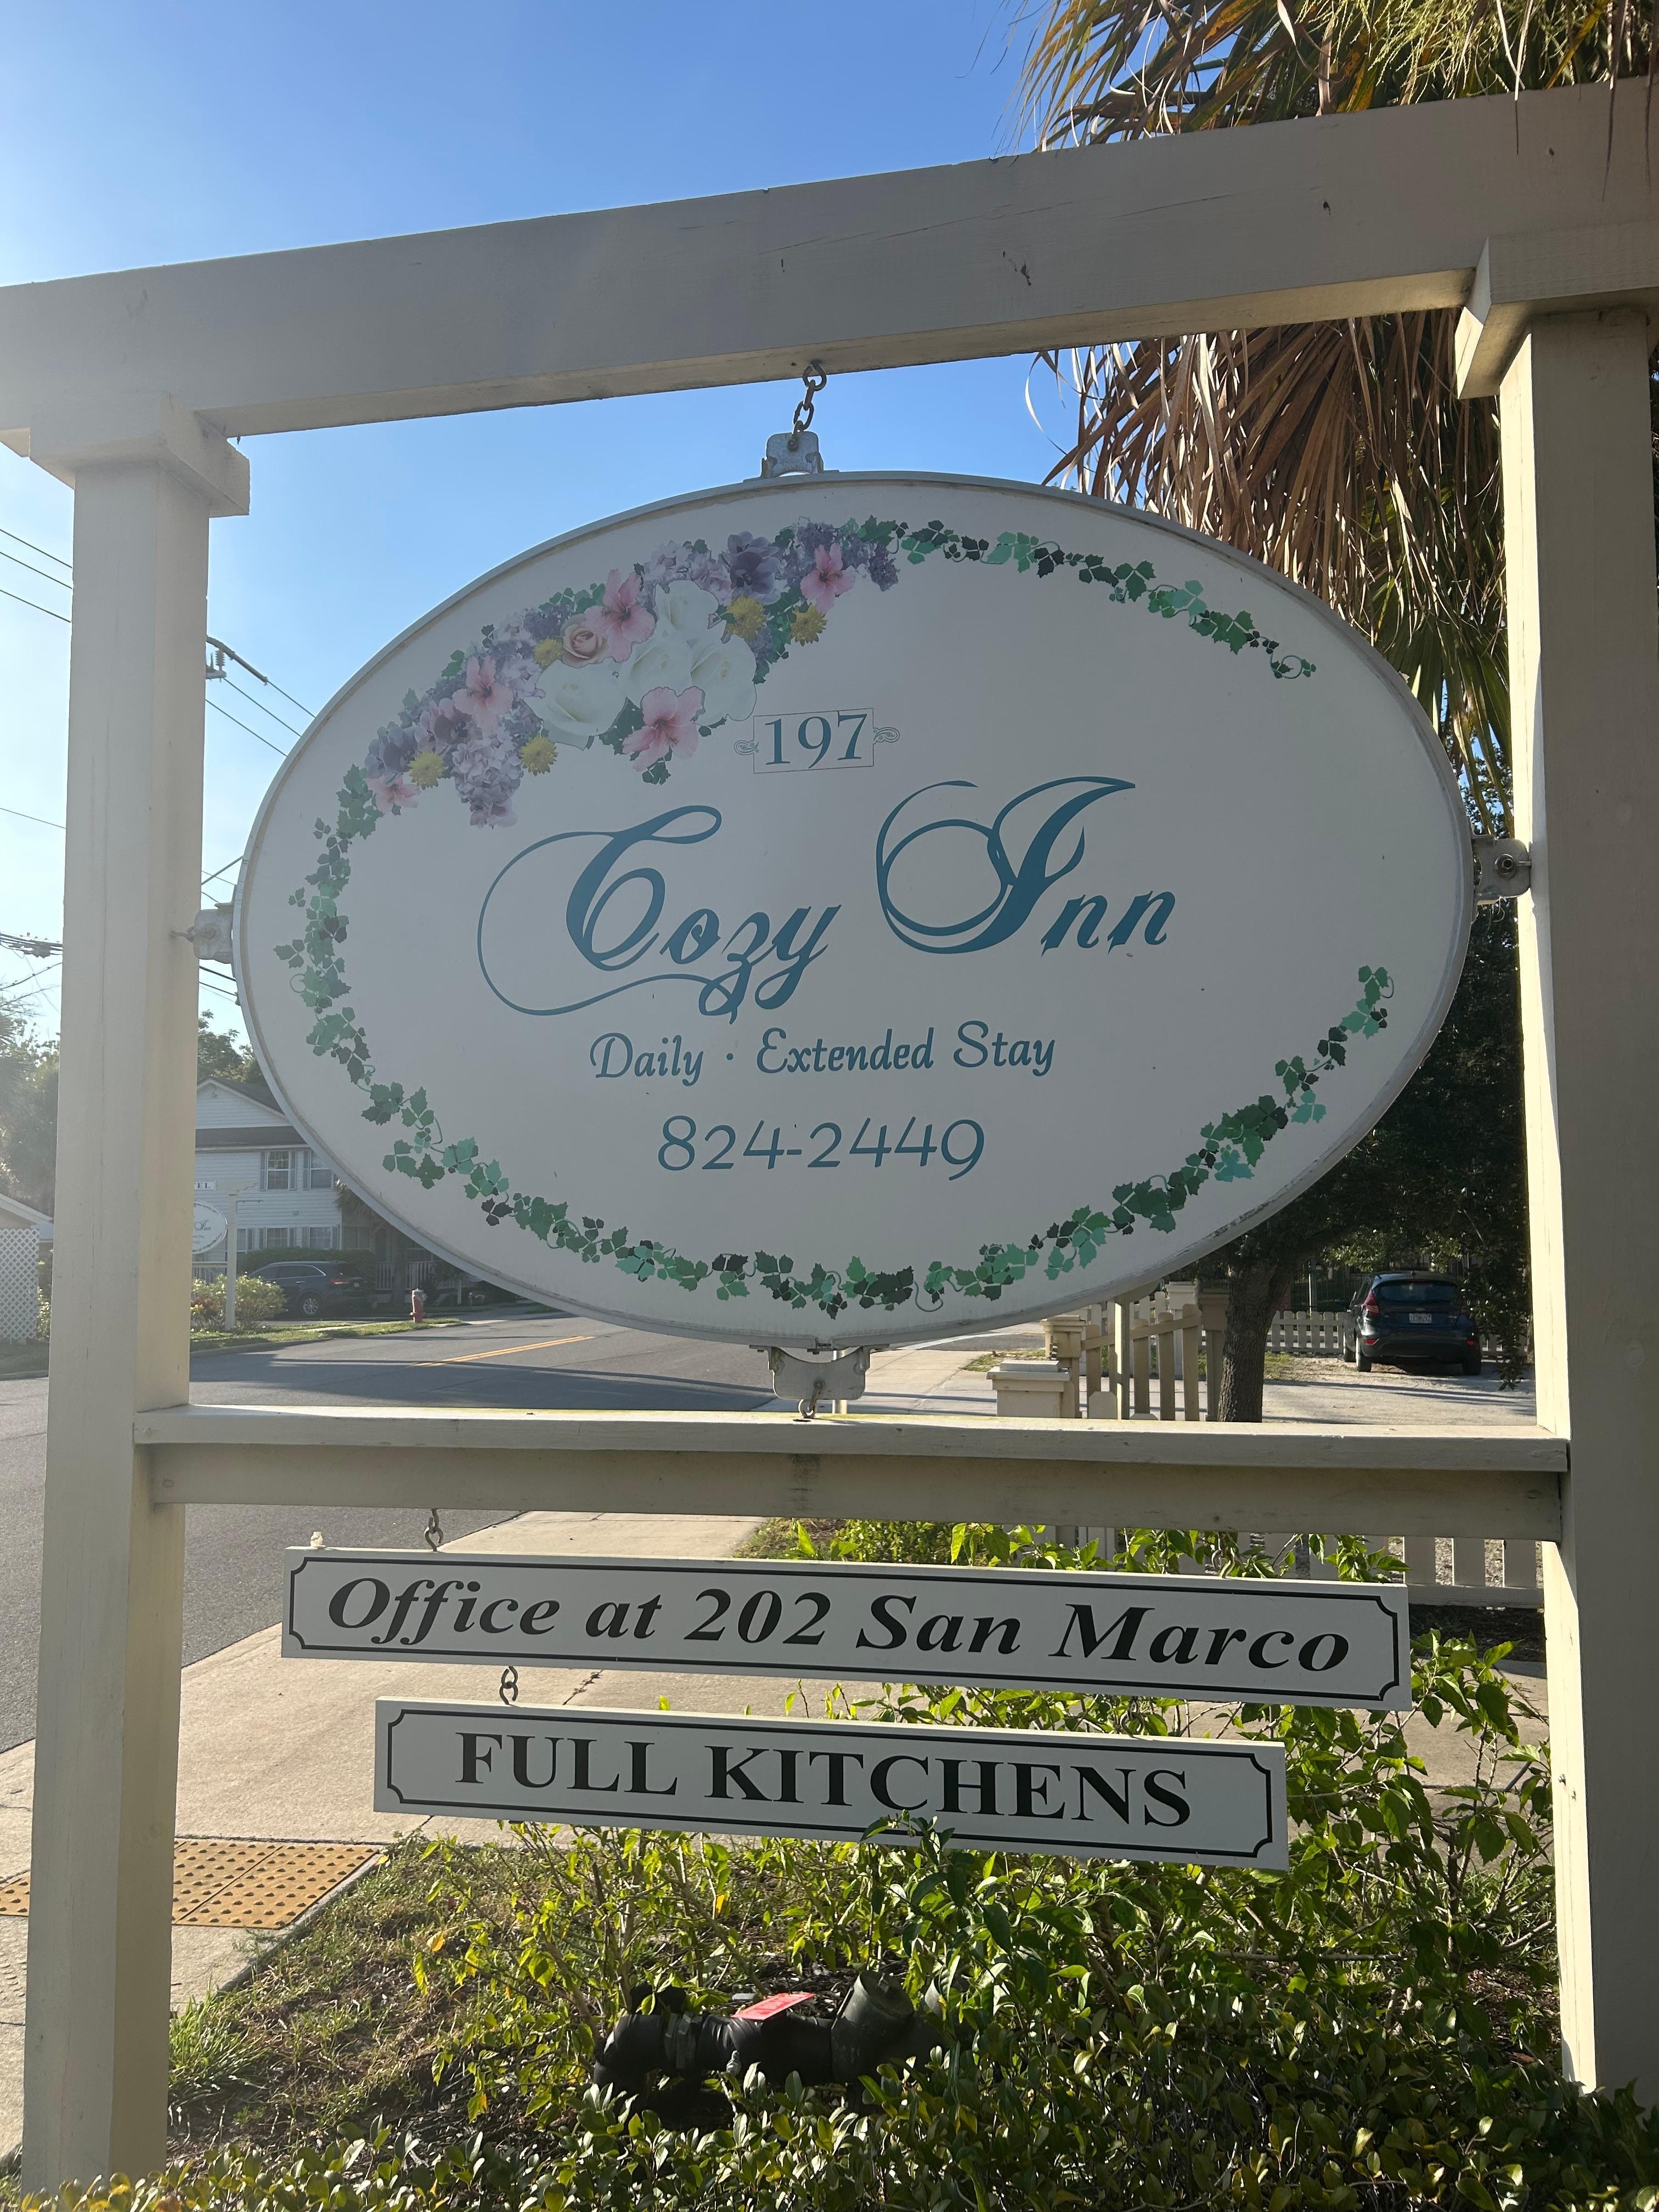 197
Cozy Inn
Daily · Extended Stay
824-2449
Office at 202 San Marco
FULL KITCHENS